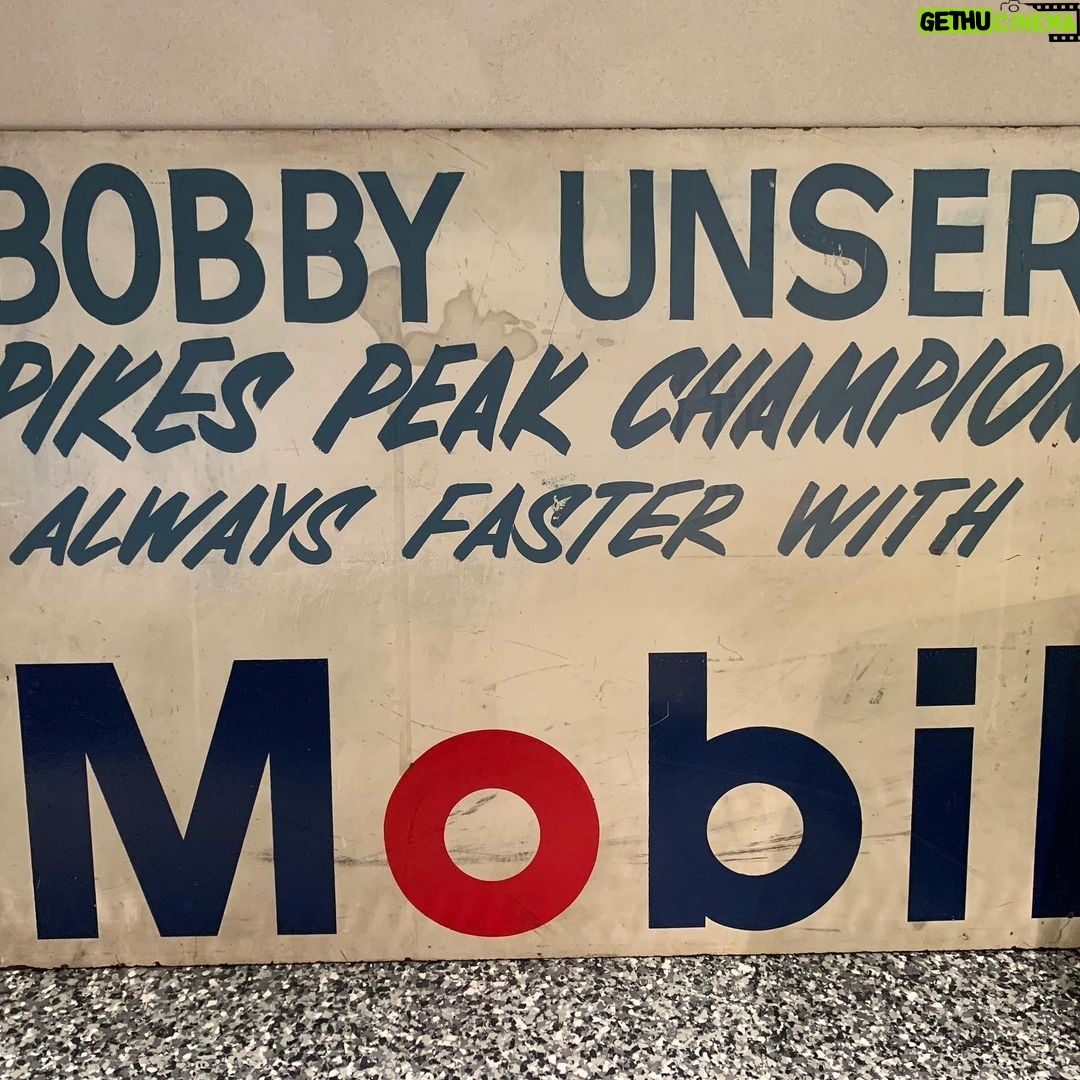 GETHU CINEMA
BOBBY UNSER
PIKES PEAK CHAMPION
ALWAYS FASTER WITH
Mobil